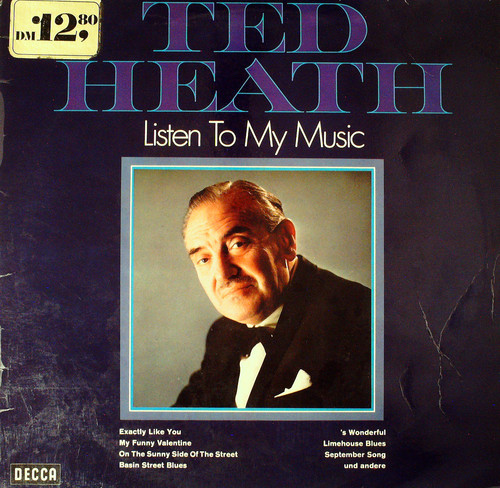 DM 12,80
TED
HEATH
Listen To My Music
Exactly Like You
My Funny Valentine
On The Sunny Side Of The Street
Basin Street Blues
's Wonderful
Limehouse Blues
September Song
und andere
DECCA